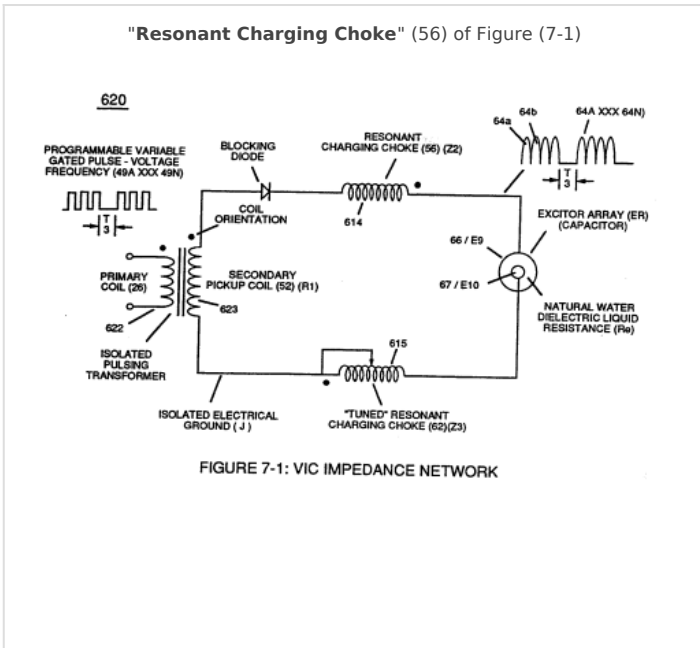 "Resonant Charging Choke" (56) of Figure (7-1)
620
PROGRAMMABLE VARIABLE
GATED PULSE - VOLTAGE
FREQUENCY (49A XXX 49N)
T
3
BLOCKING
DIODE
RESONANT
CHARGING CHOKE (56) (Z2)
64a
64b
64A XXX 64N)
T
3
COIL
ORIENTATION
614
EXCITOR ARRAY (ER)
(CAPACITOR)
66 / E9
67 / E10
PRIMARY
COIL (26)
SECONDARY
PICKUP COIL (52) (R1)
623
622
NATURAL WATER
DIELECTRIC LIQUID
RESISTANCE (Re)
ISOLATED
PULSING
TRANSFORMER
615
ISOLATED ELECTRICAL
GROUND ( J )
"TUNED" RESONANT
CHARGING CHOKE (62)(Z3)
FIGURE 7-1: VIC IMPEDANCE NETWORK